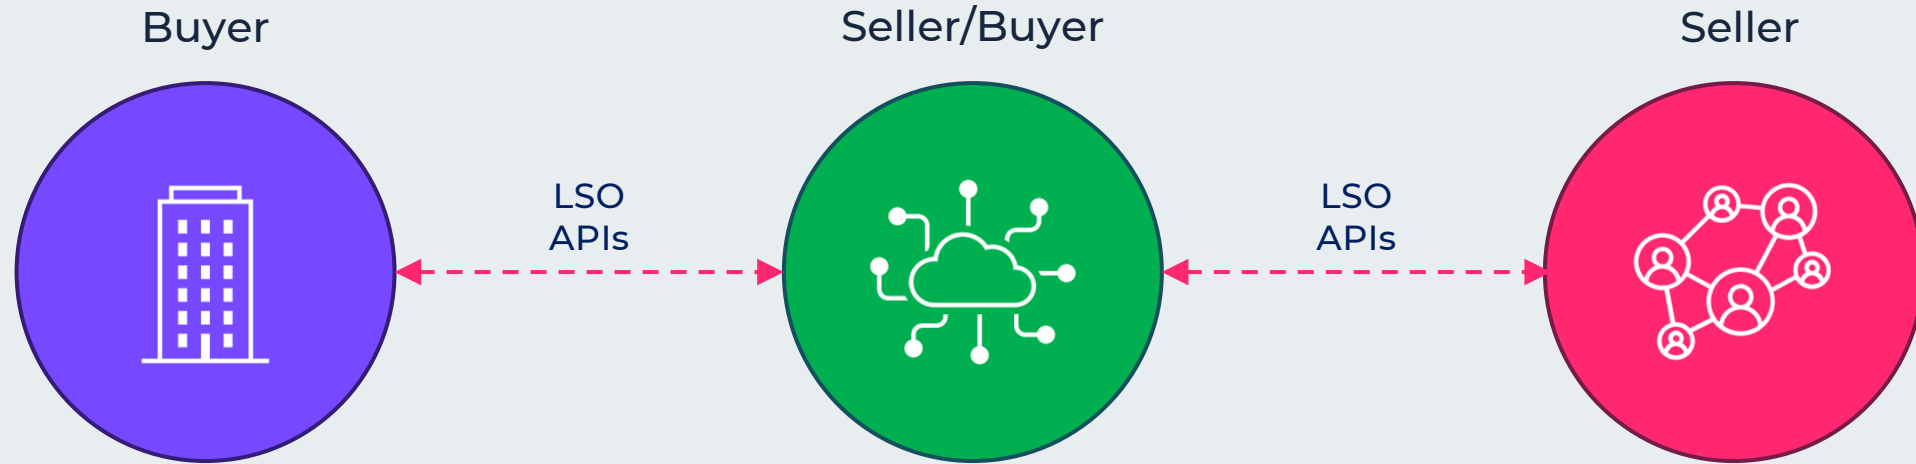 Buyer
Seller/Buyer
Seller
LSO
APIs
LSO
APIs